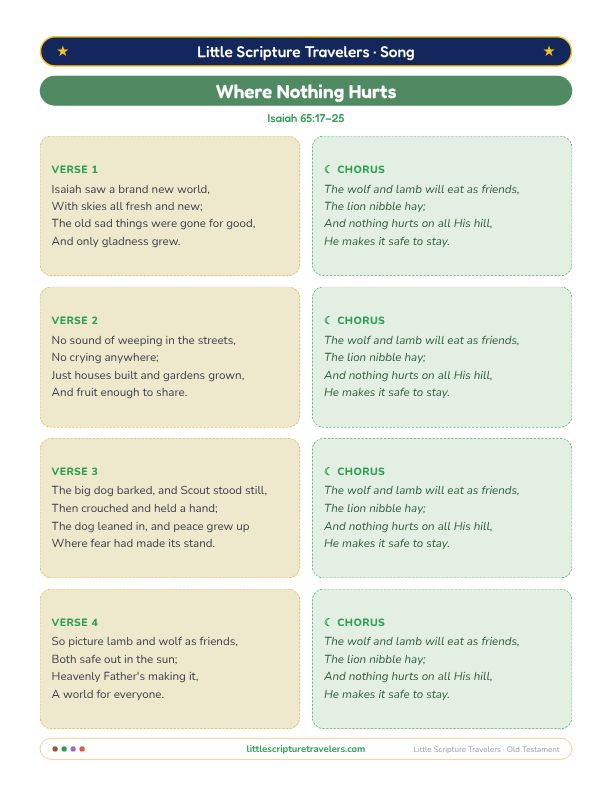 Little Scripture Travelers · Song
Where Nothing Hurts
Isaiah 65:17–25
VERSE 1
Isaiah saw a brand new world,
With skies all fresh and new;
The old sad things were gone for good,
And only gladness grew.
CHORUS
The wolf and lamb will eat as friends,
The lion nibble hay;
And nothing hurts on all His hill,
He makes it safe to stay.
VERSE 2
No sound of weeping in the streets,
No crying anywhere;
Just houses built and gardens grown,
And fruit enough to share.
CHORUS
The wolf and lamb will eat as friends,
The lion nibble hay;
And nothing hurts on all His hill,
He makes it safe to stay.
VERSE 3
The big dog barked, and Scout stood still,
Then crouched and held a hand;
The dog leaned in, and peace grew up
Where fear had made its stand.
CHORUS
The wolf and lamb will eat as friends,
The lion nibble hay;
And nothing hurts on all His hill,
He makes it safe to stay.
VERSE 4
So picture lamb and wolf as friends,
Both safe out in the sun;
Heavenly Father's making it,
A world for everyone.
CHORUS
The wolf and lamb will eat as friends,
The lion nibble hay;
And nothing hurts on all His hill,
He makes it safe to stay.
littlescripturetravelers.com
Little Scripture Travelers · Old Testament